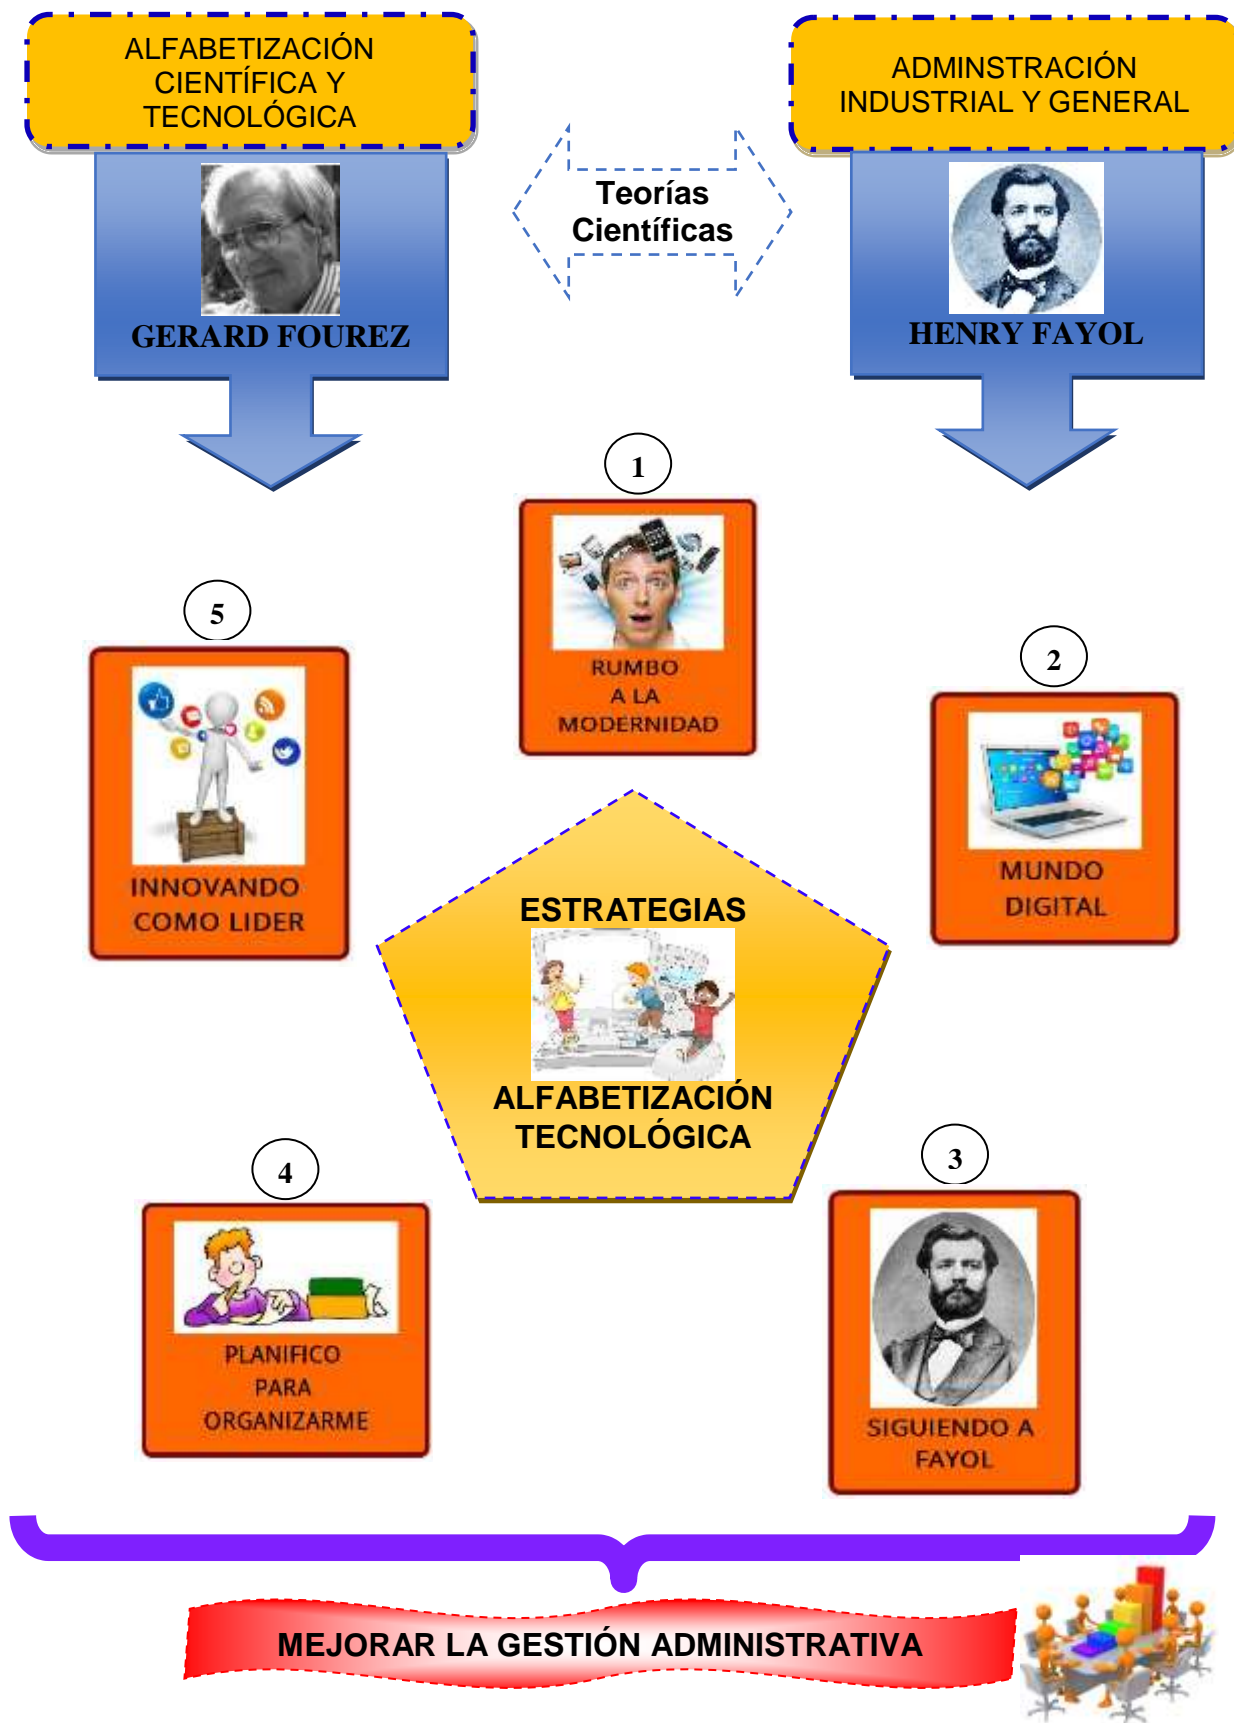 ALFABETIZACIÓN
CIENTÍFICA Y
TECNOLÓGICA
ADMINSTRACIÓN
INDUSTRIAL Y GENERAL
Teorías
Científicas
GERARD FOUREZ
HENRY FAYOL
1
RUMBO
A LA
MODERNIDAD
5
INNOVANDO
COMO LIDER
2
MUNDO
DIGITAL
ESTRATEGIAS
ALFABETIZACIÓN
TECNOLÓGICA
4
PLANIFICO
PARA
ORGANIZARME
3
SIGUIENDO A
FAYOL
MEJORAR LA GESTIÓN ADMINISTRATIVA